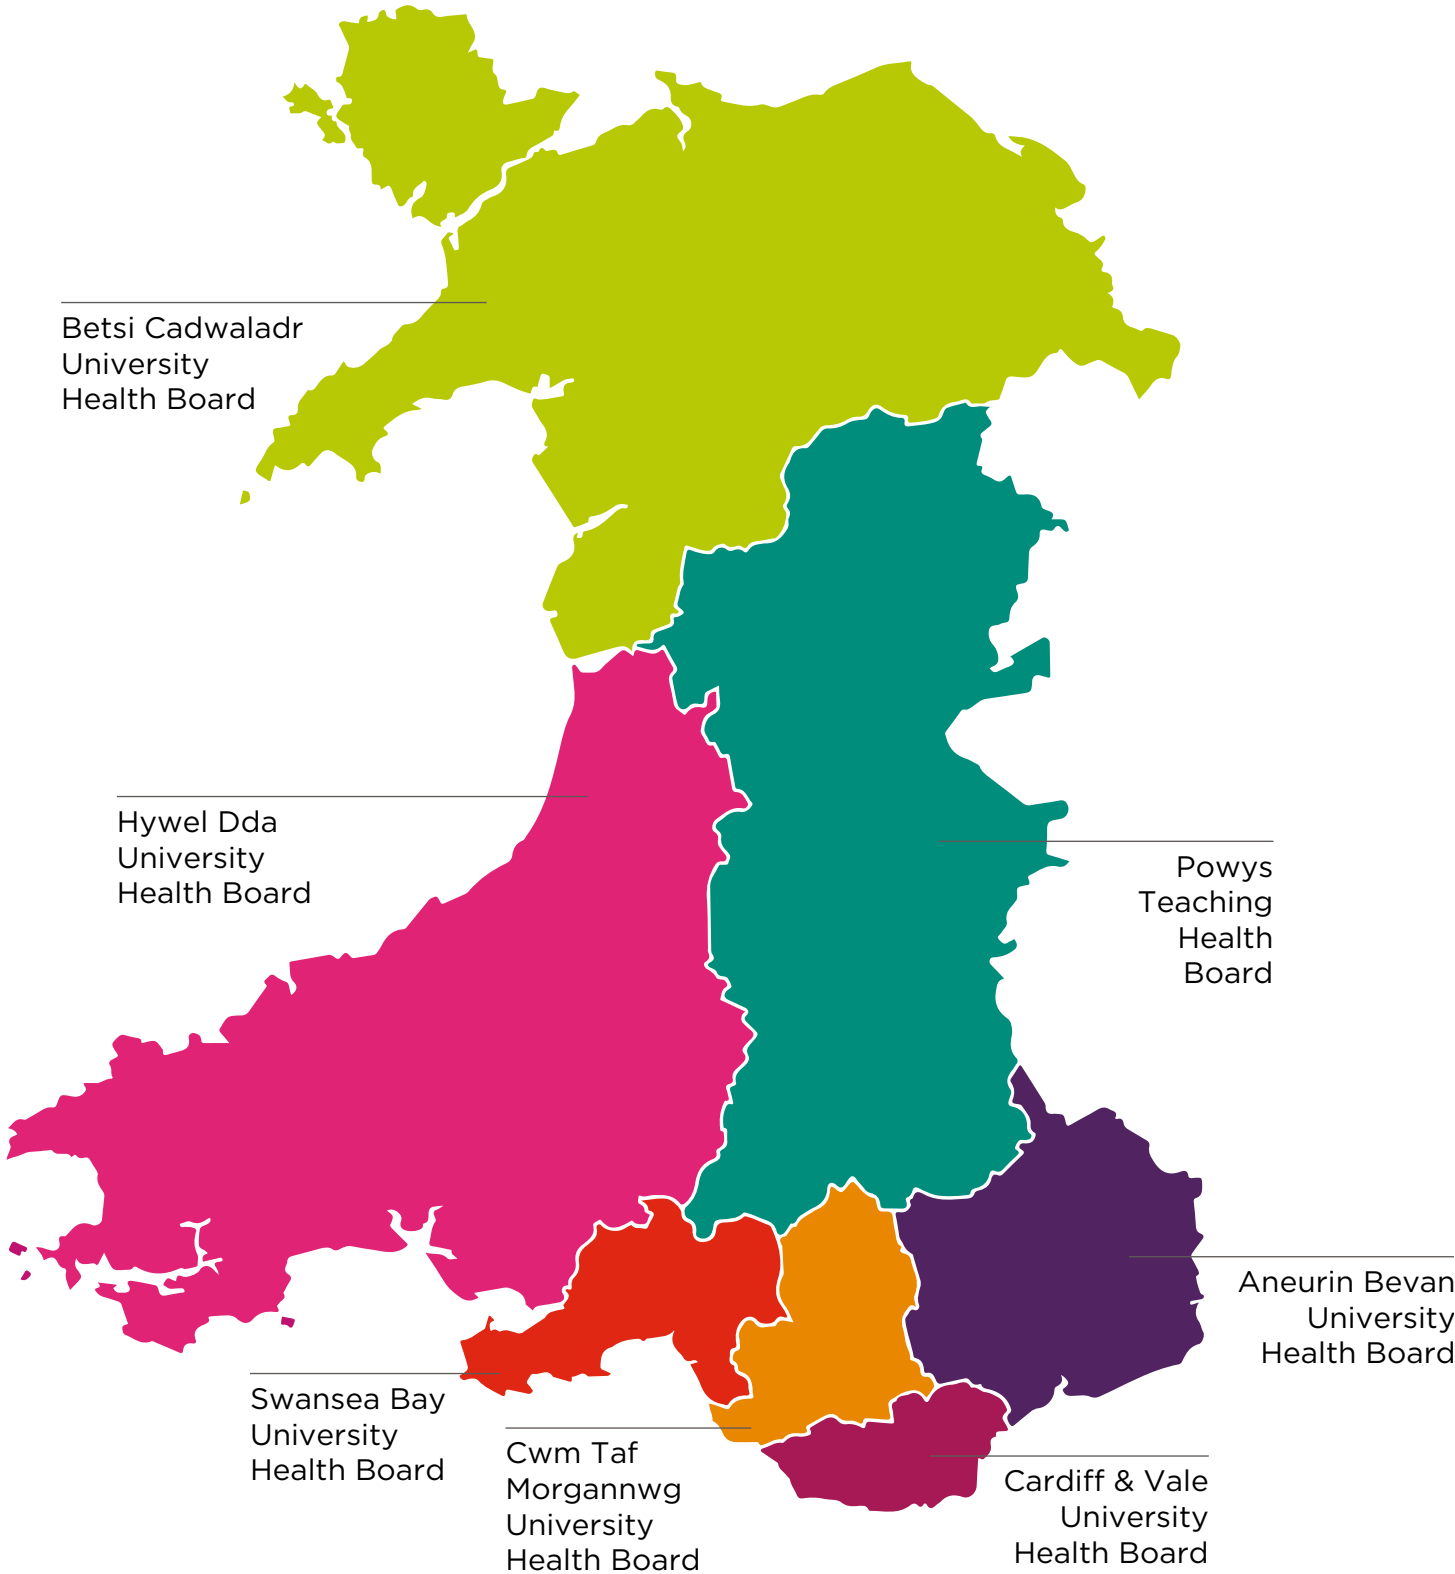 Betsi Cadwaladr
University
Health Board
Hywel Dda
University
Health Board
Powys
Teaching
Health
Board
Aneurin Bevan
University
Health Board
Swansea Bay
University
Health Board
Cwm Taf
Morgannwg
University
Health Board
Cardiff & Vale
University
Health Board